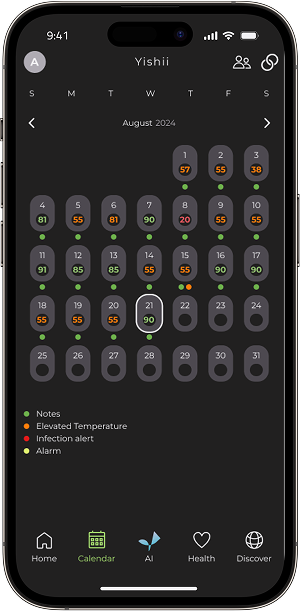 9:41
A Yishii
S M T W T F S
August 2024
1 2 3
57 55 38
4 5 6 7 8 9 10
81 55 81 90 20 55 55
11 12 13 14 15 16 17
91 85 85 55 55 90 90
18 19 20 21 22 23 24
55 55 55 90
25 26 27 28 29 30 31
Notes
Elevated Temperature
Infection alert
Alarm
Home Calendar AI Health Discover